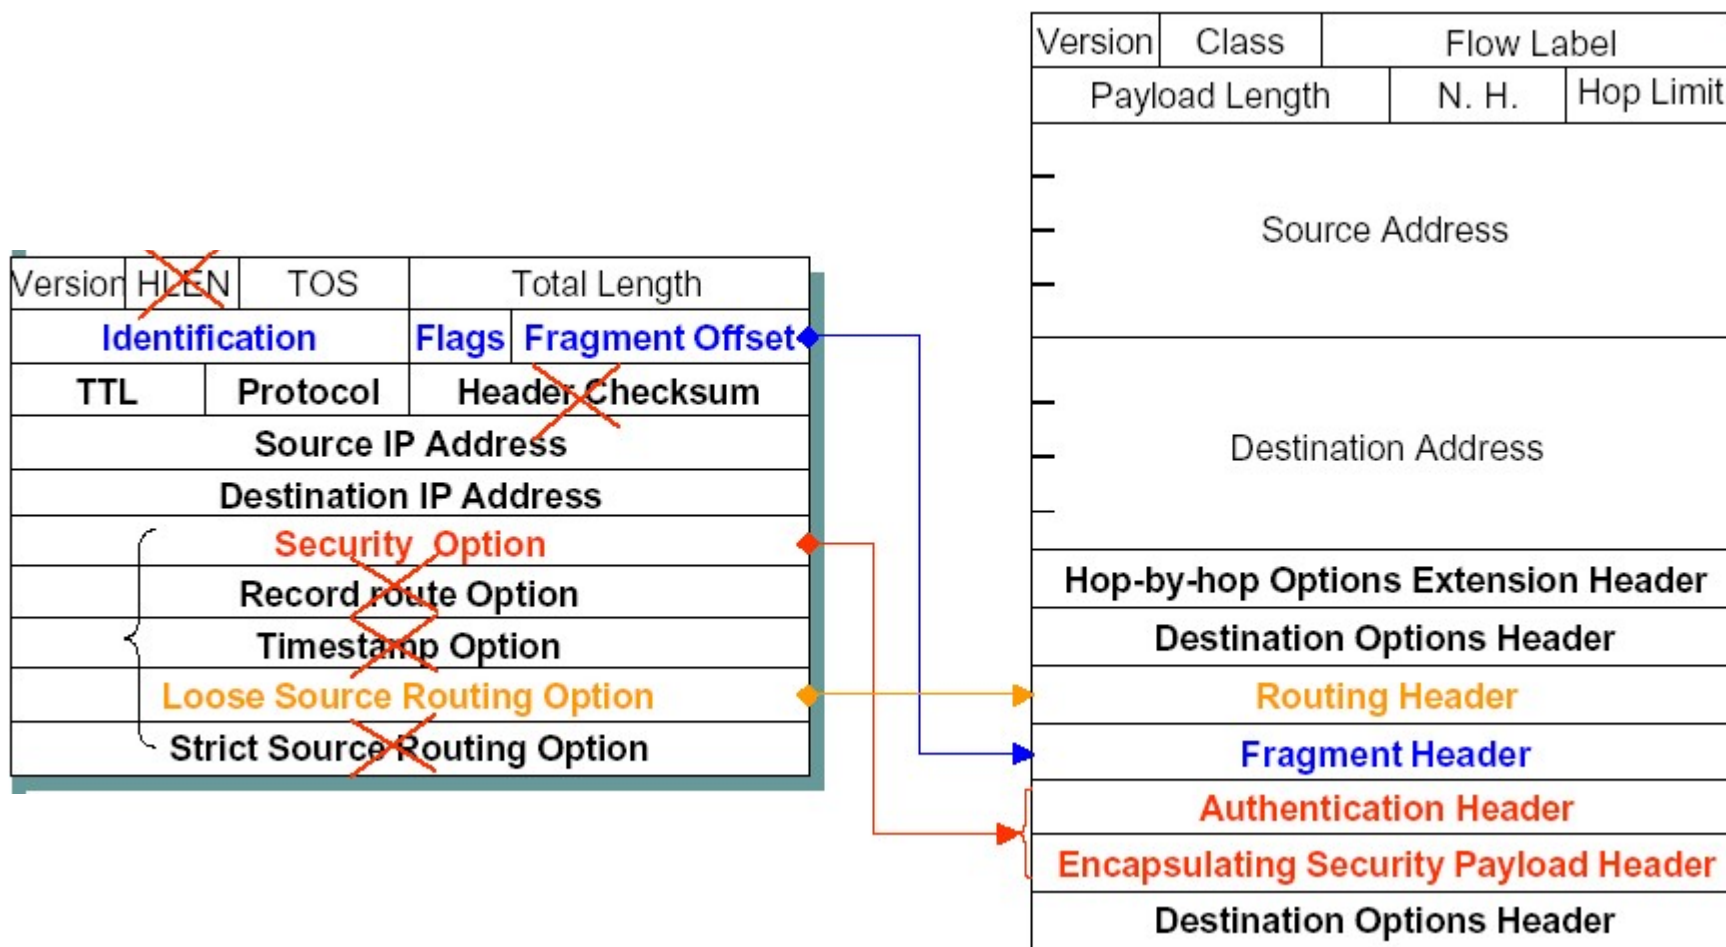 Version HLEN TOS Total Length
Identification Flags Fragment Offset
TTL Protocol Header Checksum
Source IP Address
Destination IP Address
Security Option
Record route Option
Timestamp Option
Loose Source Routing Option
Strict Source Routing Option
Version Class Flow Label
Payload Length N. H. Hop Limit
Source Address
Destination Address
Hop-by-hop Options Extension Header
Destination Options Header
Routing Header
Fragment Header
Authentication Header
Encapsulating Security Payload Header
Destination Options Header